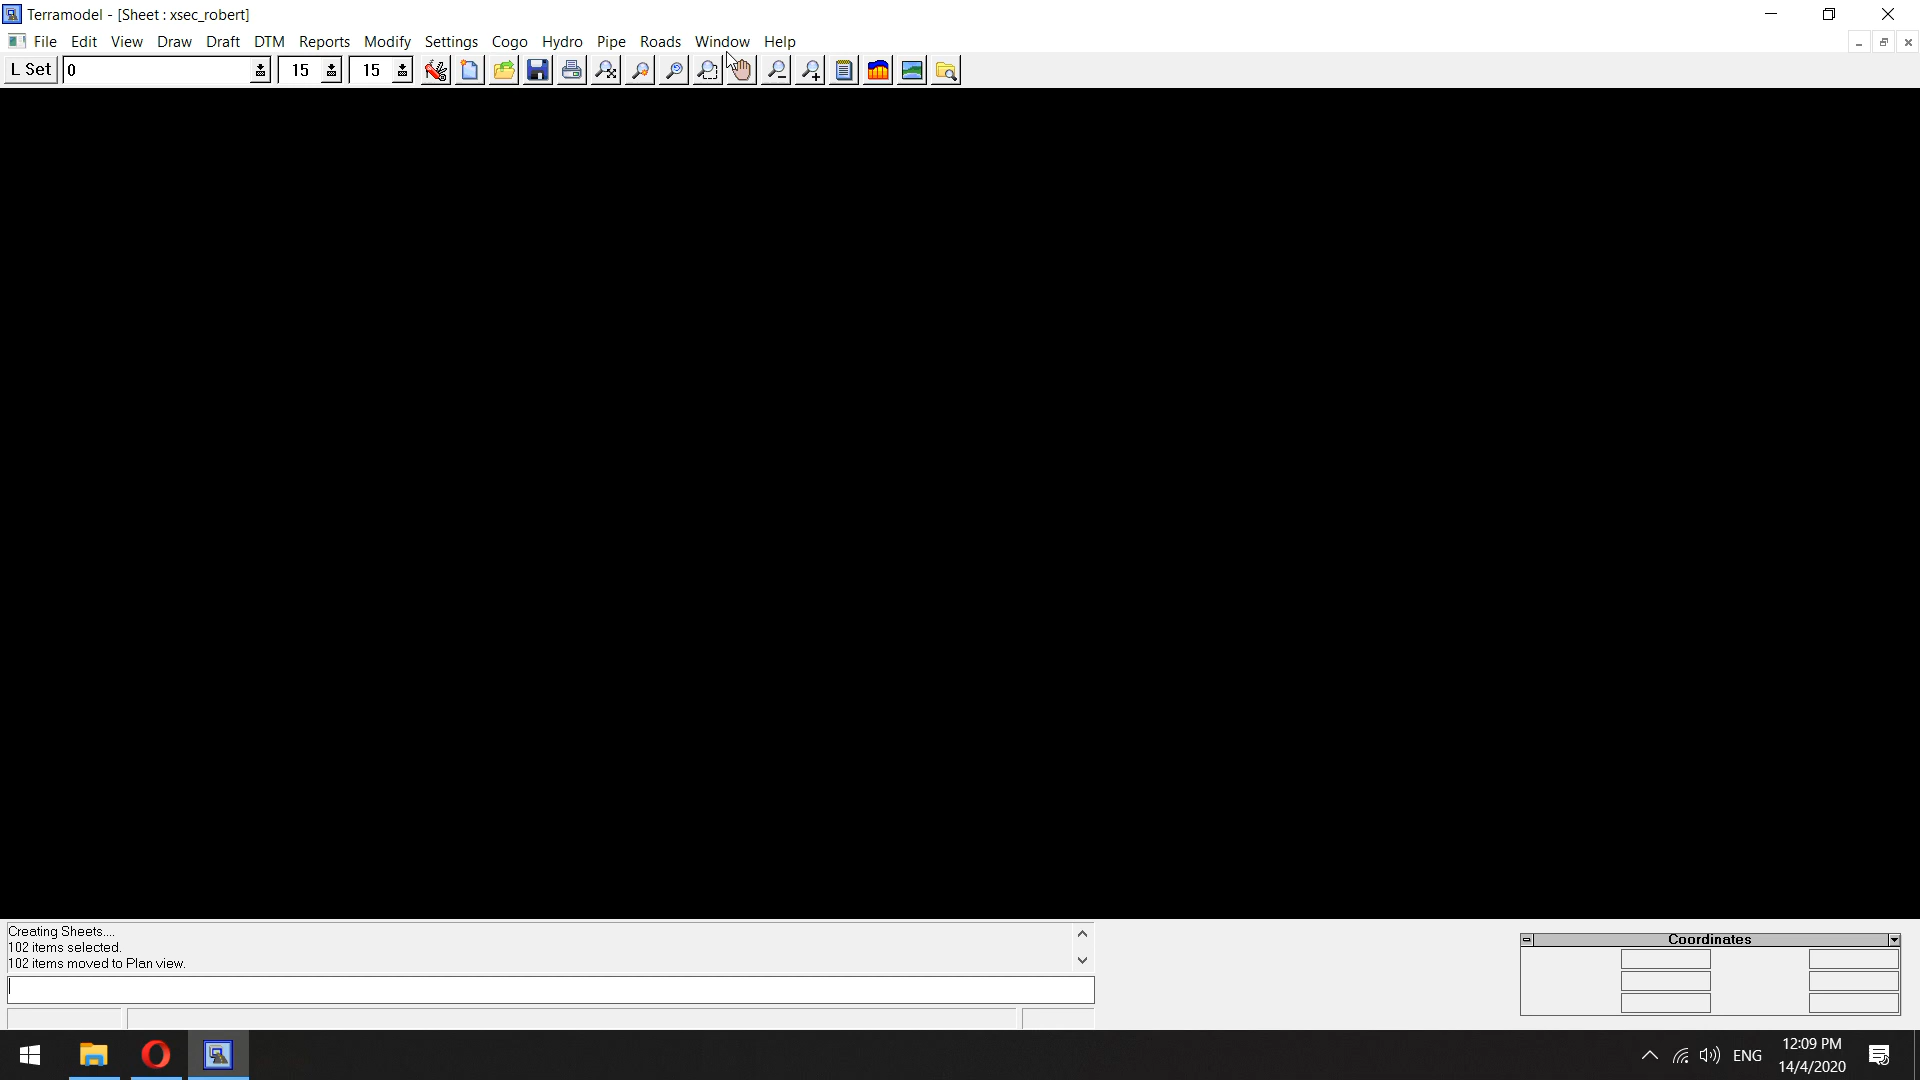 Terramodel - [Sheet : xsec_robert]
File Edit View Draw Draft DTM Reports Modify Settings Cogo Hydro Pipe Roads Window Help
L Set 0 15 15
Creating Sheets....
102 items selected.
102 items moved to Plan view.
Coordinates
ENG
12:09 PM
14/4/2020